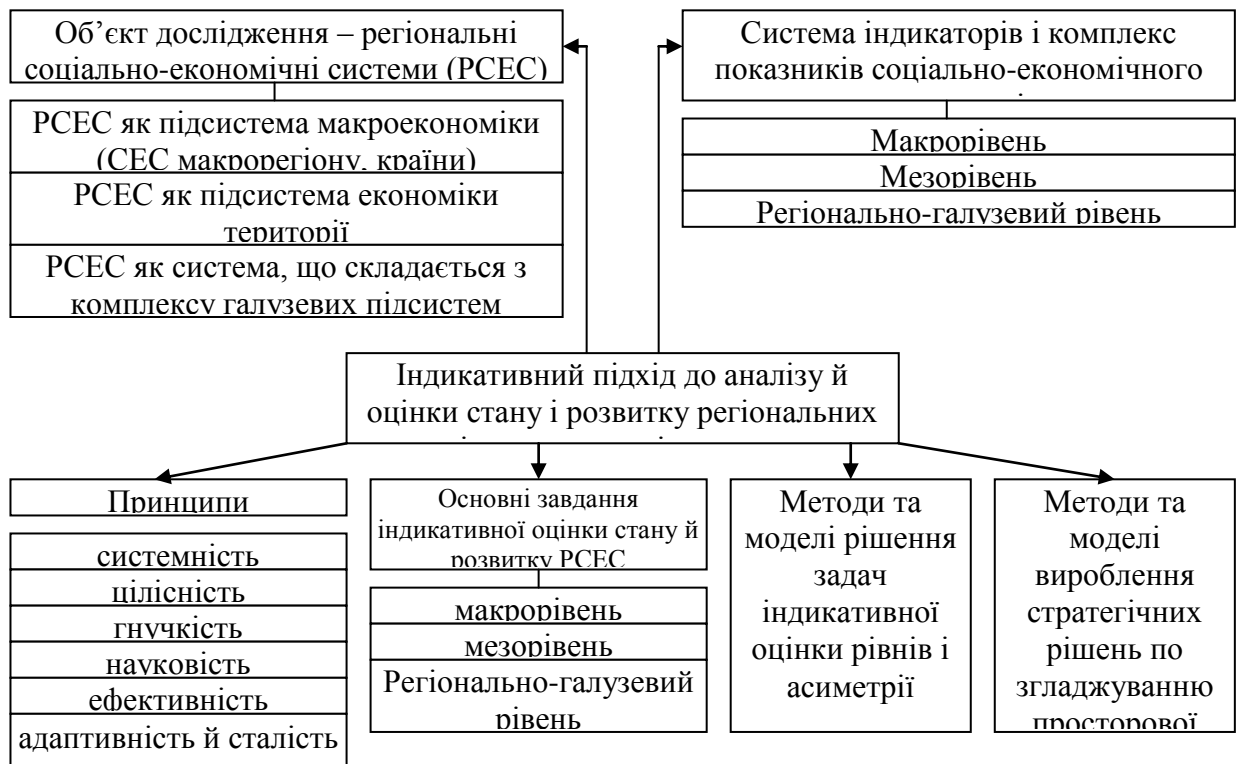 Об’єкт дослідження – регіональні
соціально-економічні системи (РСЕС)
РСЕС як підсистема макроекономіки
(СЕС макрорегіону, країни)
РСЕС як підсистема економіки
території
РСЕС як система, що складається з
комплексу галузевих підсистем
Система індикаторів і комплекс
показників соціально-економічного
Макрорівень
Мезорівень
Регіонально-галузевий рівень
Індикативний підхід до аналізу й
оцінки стану і розвитку регіональних
Принципи
системність
цілісність
гнучкість
науковість
ефективність
адаптивність й сталість
Основні завдання
індикативної оцінки стану й
розвитку РСЕС
макрорівень
мезорівень
Регіонально-галузевий
рівень
Методи та
моделі рішення
задач
індикативної
оцінки рівнів і
асиметрії
Методи та
моделі
вироблення
стратегічних
рішень по
згладжуванню
просторової